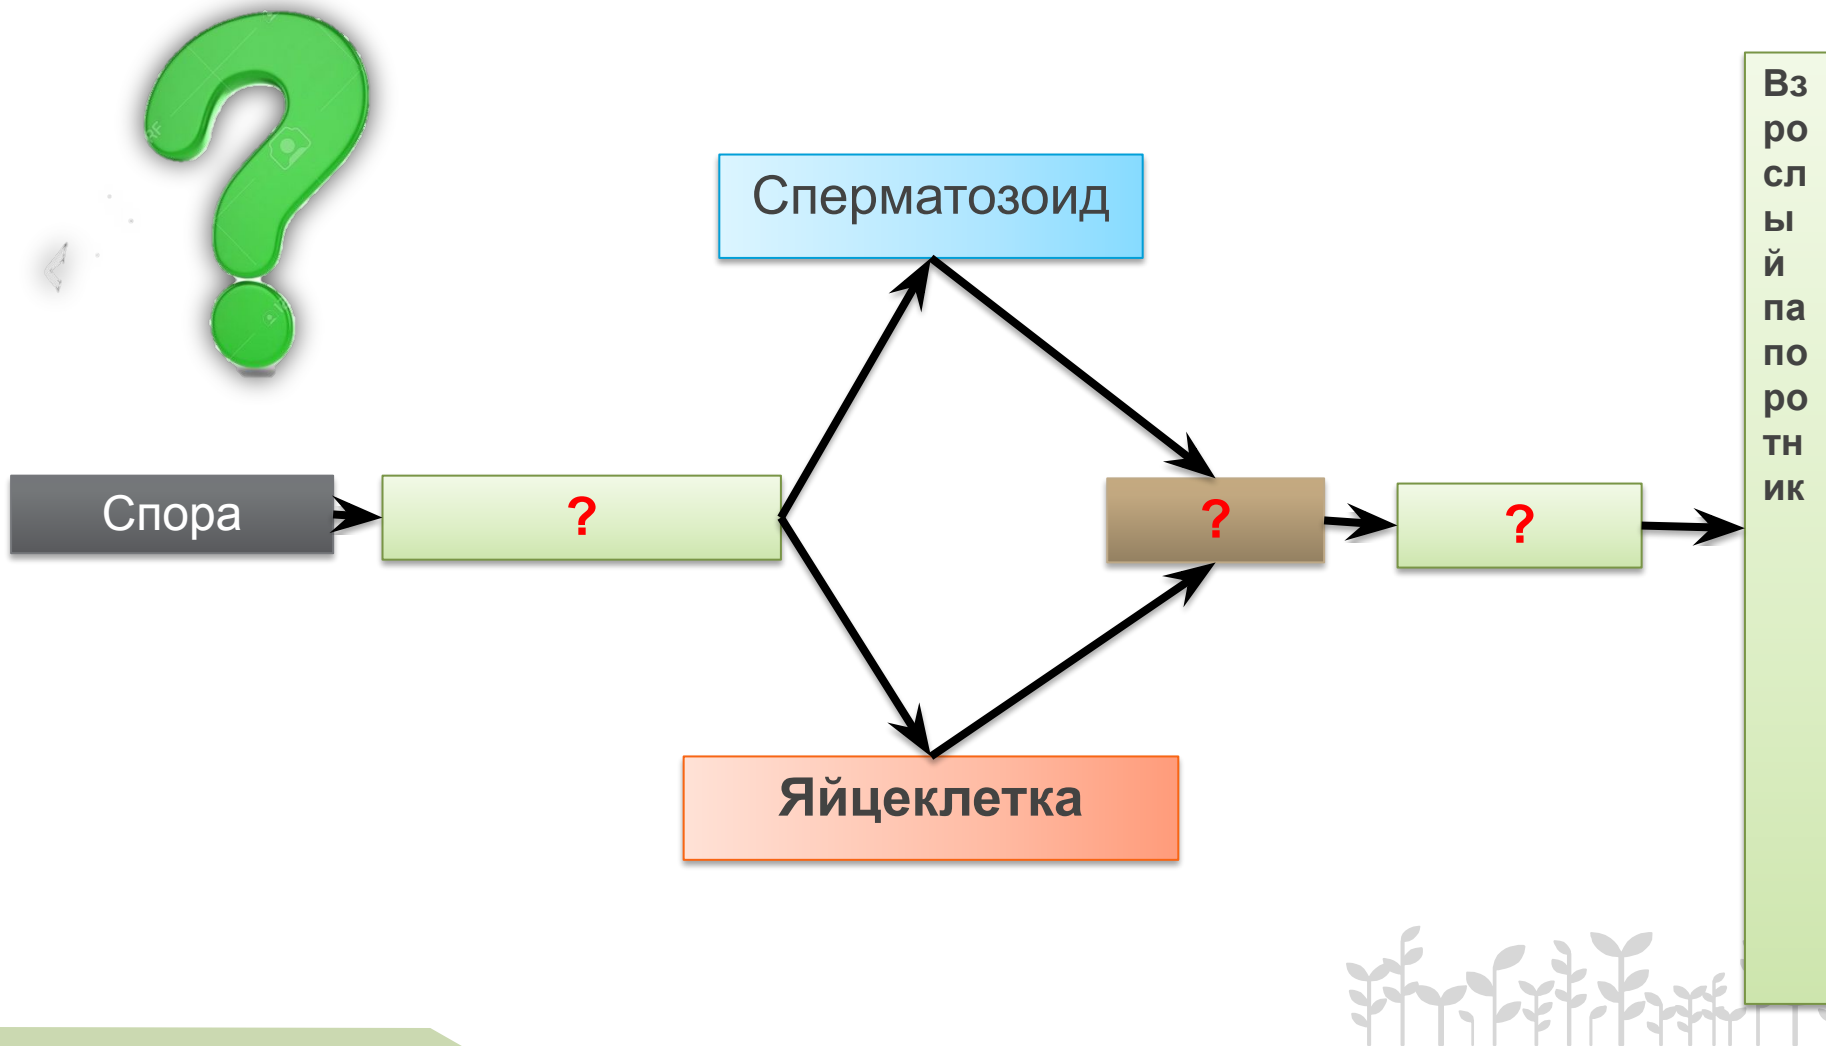 Сперматозоид
Спора
?
?
?
Яйцеклетка
Вз
ро
сл
ы
й
па
по
ро
тн
ик